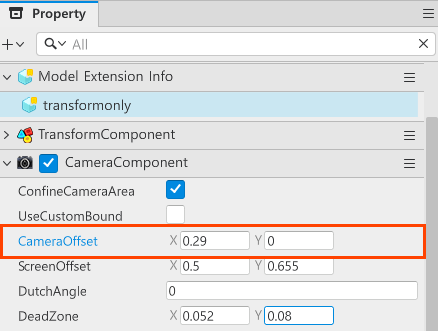 Property
All
Model Extension Info
transformonly
TransformComponent
CameraComponent
ConfineCameraArea
UseCustomBound
CameraOffset X 0.29 Y 0
ScreenOffset X 0.5 Y 0.655
DutchAngle 0
DeadZone X 0.052 Y 0.08